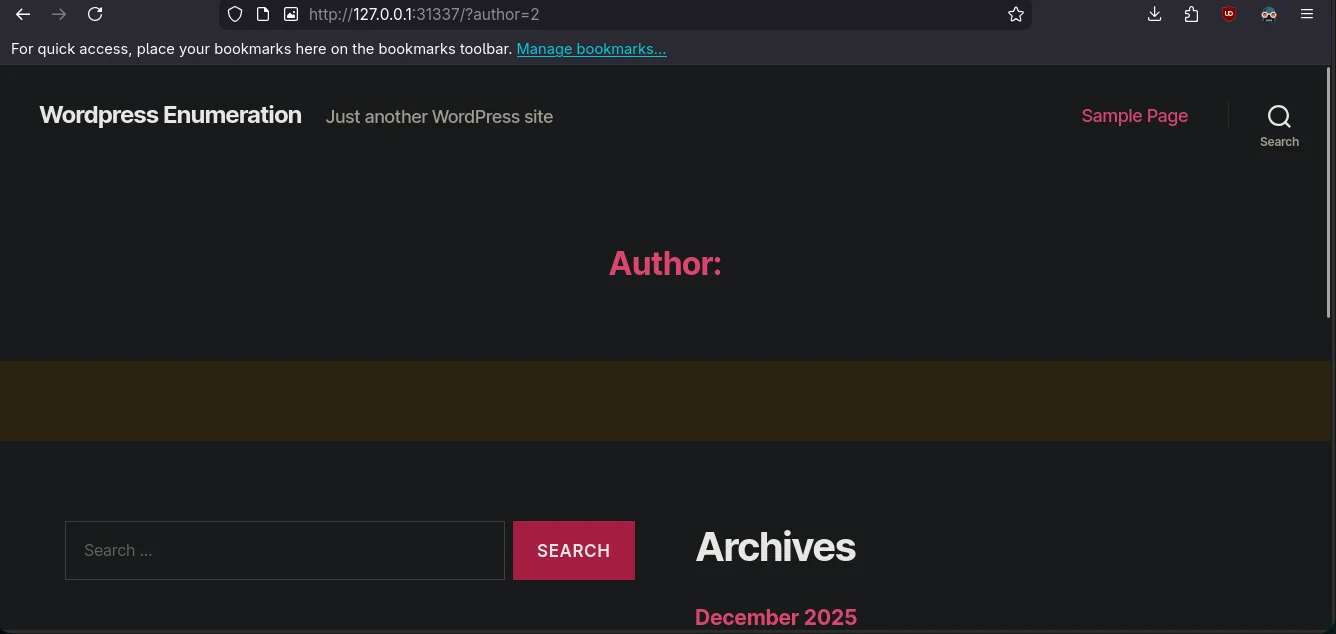 http://127.0.0.1:31337/?author=2
For quick access, place your bookmarks here on the bookmarks toolbar. Manage bookmarks...
Wordpress Enumeration Just another WordPress site Sample Page
Search
Author:
Search ... SEARCH
Archives
December 2025